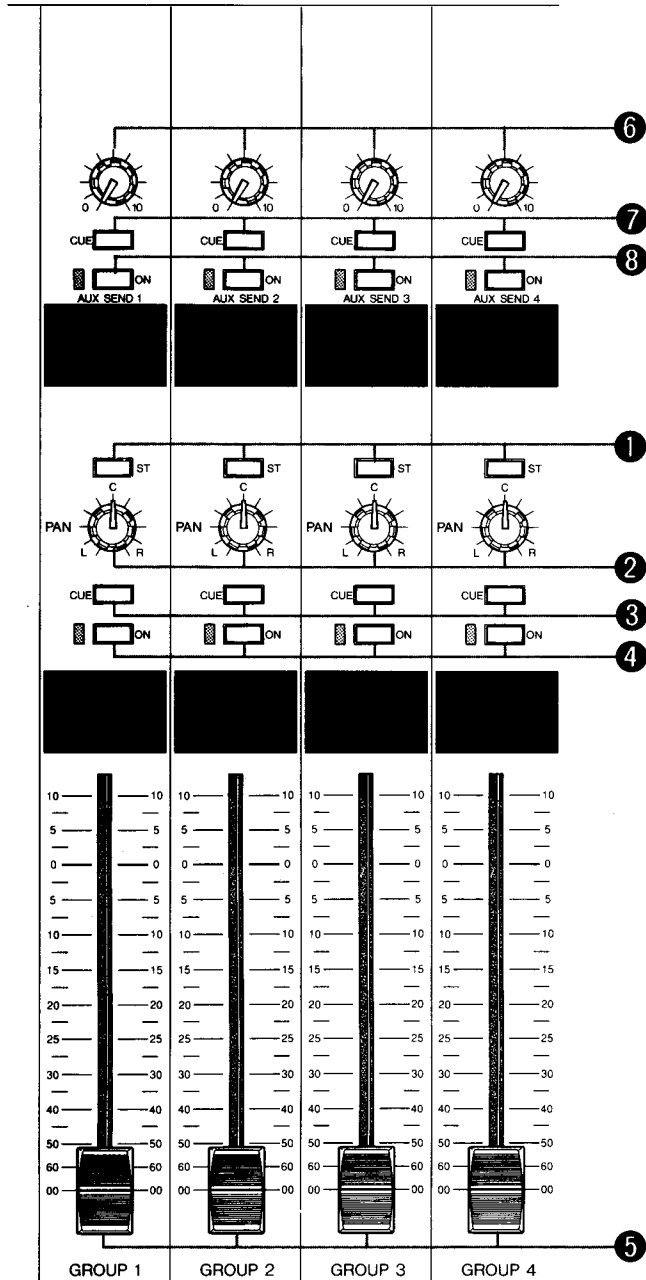 6
0 10 0 10 0 10 0 10
7
CUE CUE CUE CUE
8
ON ON ON ON
AUX SEND 1 AUX SEND 2 AUX SEND 3 AUX SEND 4
1
ST ST ST ST
C C C C
PAN PAN PAN PAN
L R L R L R L R
2
CUE CUE CUE CUE
3
ON ON ON ON
4
10 10 10 10 10 10 10 10
5 5 5 5 5 5 5 5
0 0 0 0 0 0 0 0
5 5 5 5 5 5 5 5
10 10 10 10 10 10 10 10
15 15 15 15 15 15 15 15
20 20 20 20 20 20 20 20
25 25 25 25 25 25 25 25
30 30 30 30 30 30 30 30
40 40 40 40 40 40 40 40
50 50 50 50 50 50 50 50
60 60 60 60 60 60 60 60
00 00 00 00 00 00 00 00
5
GROUP 1 GROUP 2 GROUP 3 GROUP 4